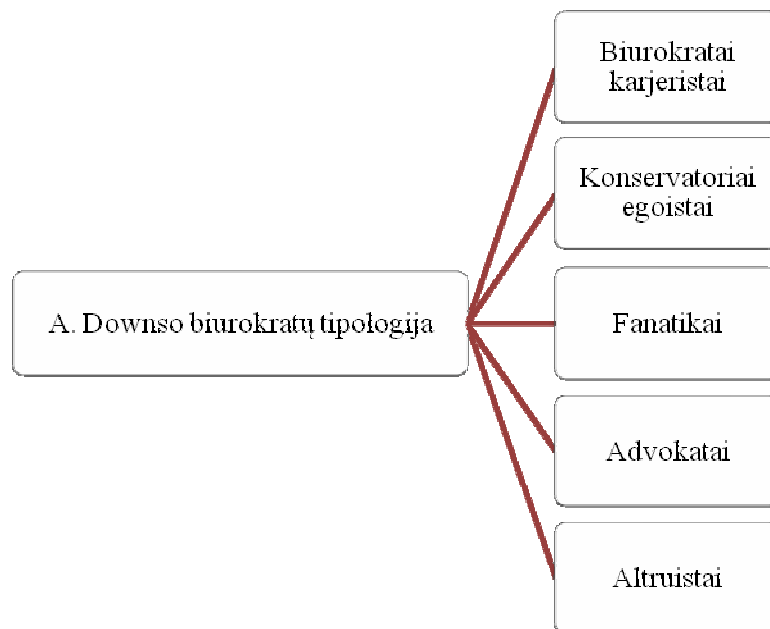 Biurokratai
karjeristai
Konservatoriai
egoistai
A. Downso biurokratų tipologija
Fanatikai
Advokatai
Altruistai